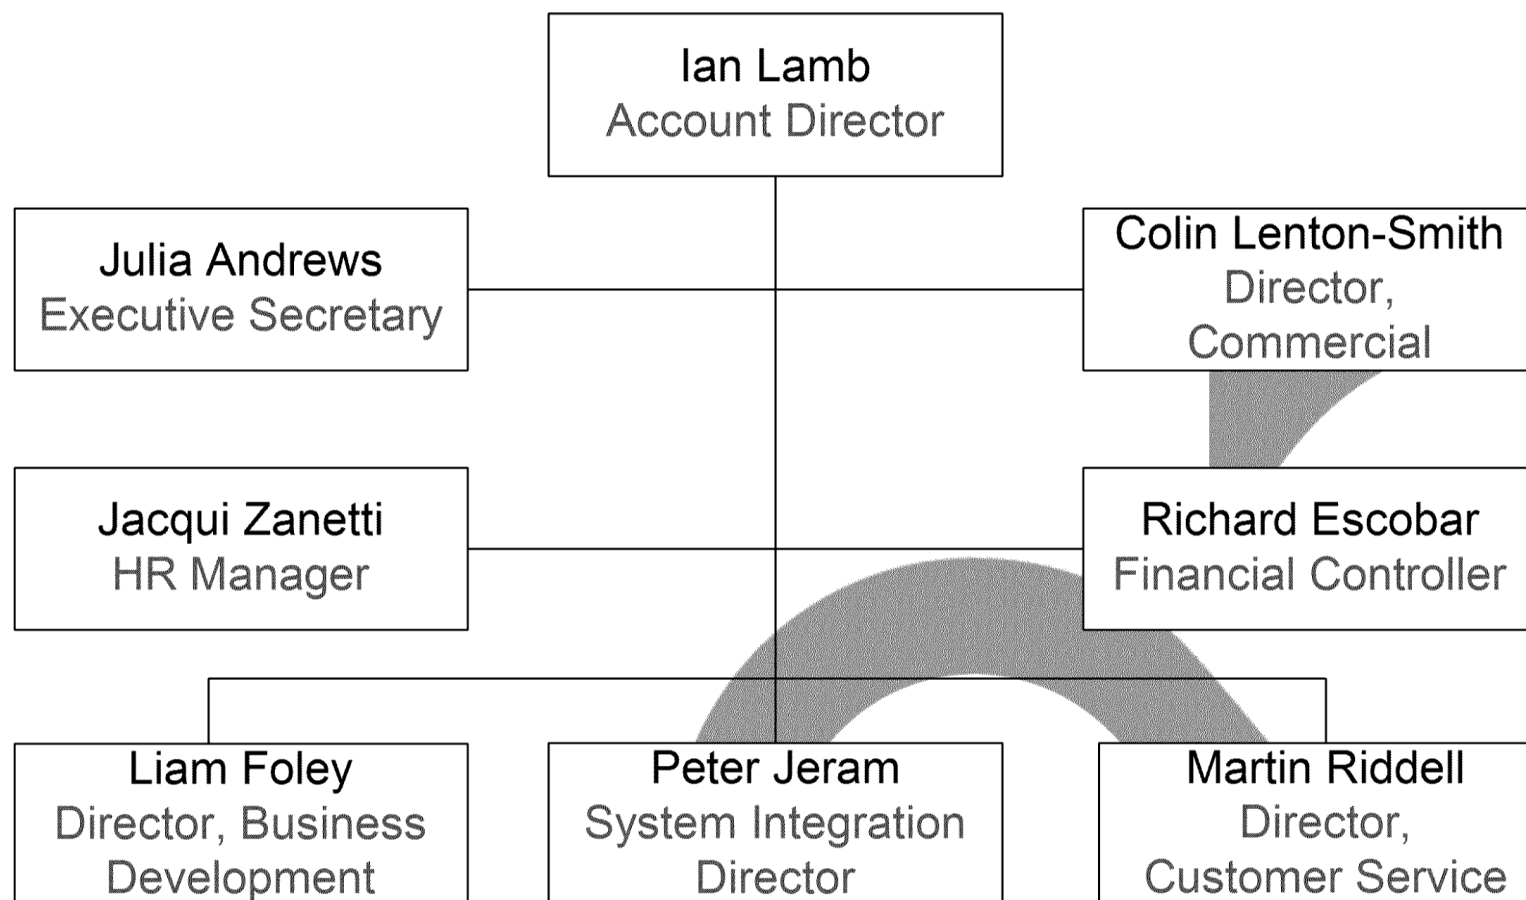 Ian Lamb
Account Director
Julia Andrews
Executive Secretary
Colin Lenton-Smith
Director,
Commercial
Jacqui Zanetti
HR Manager
Richard Escobar
Financial Controller
Liam Foley
Director, Business
Development
Peter Jeram
System Integration
Director
Martin Riddell
Director,
Customer Service